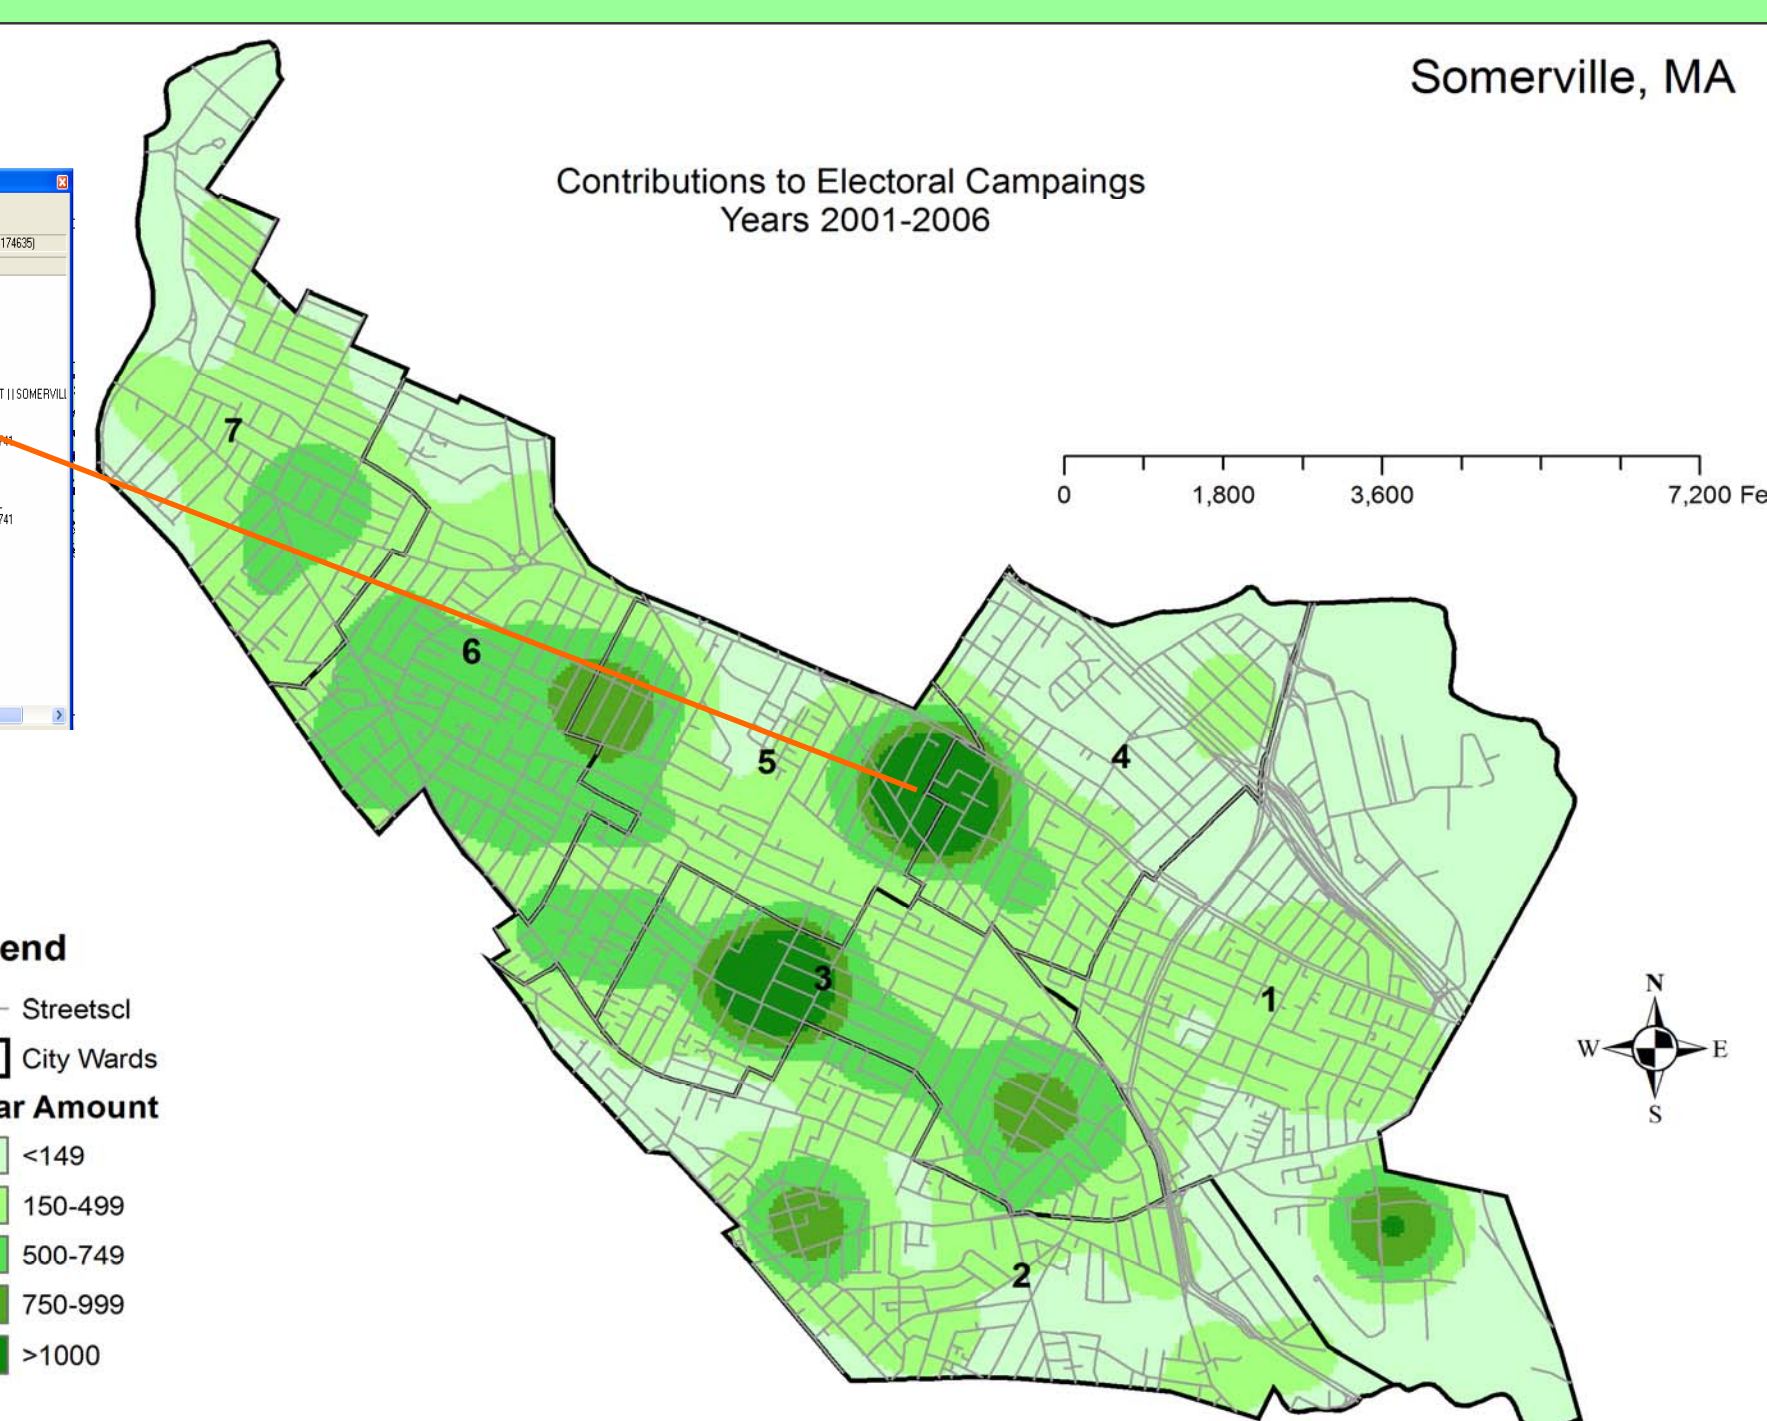 Somerville, MA
Contributions to Electoral Campaings
Years 2001-2006
174635)
T || SOMERVILL
741
741
7
6
5
4
3
1
2
0 1,800 3,600 7,200 Fe
N
W E
S
end
Streetscl
City Wards
ar Amount
<149
150-499
500-749
750-999
>1000